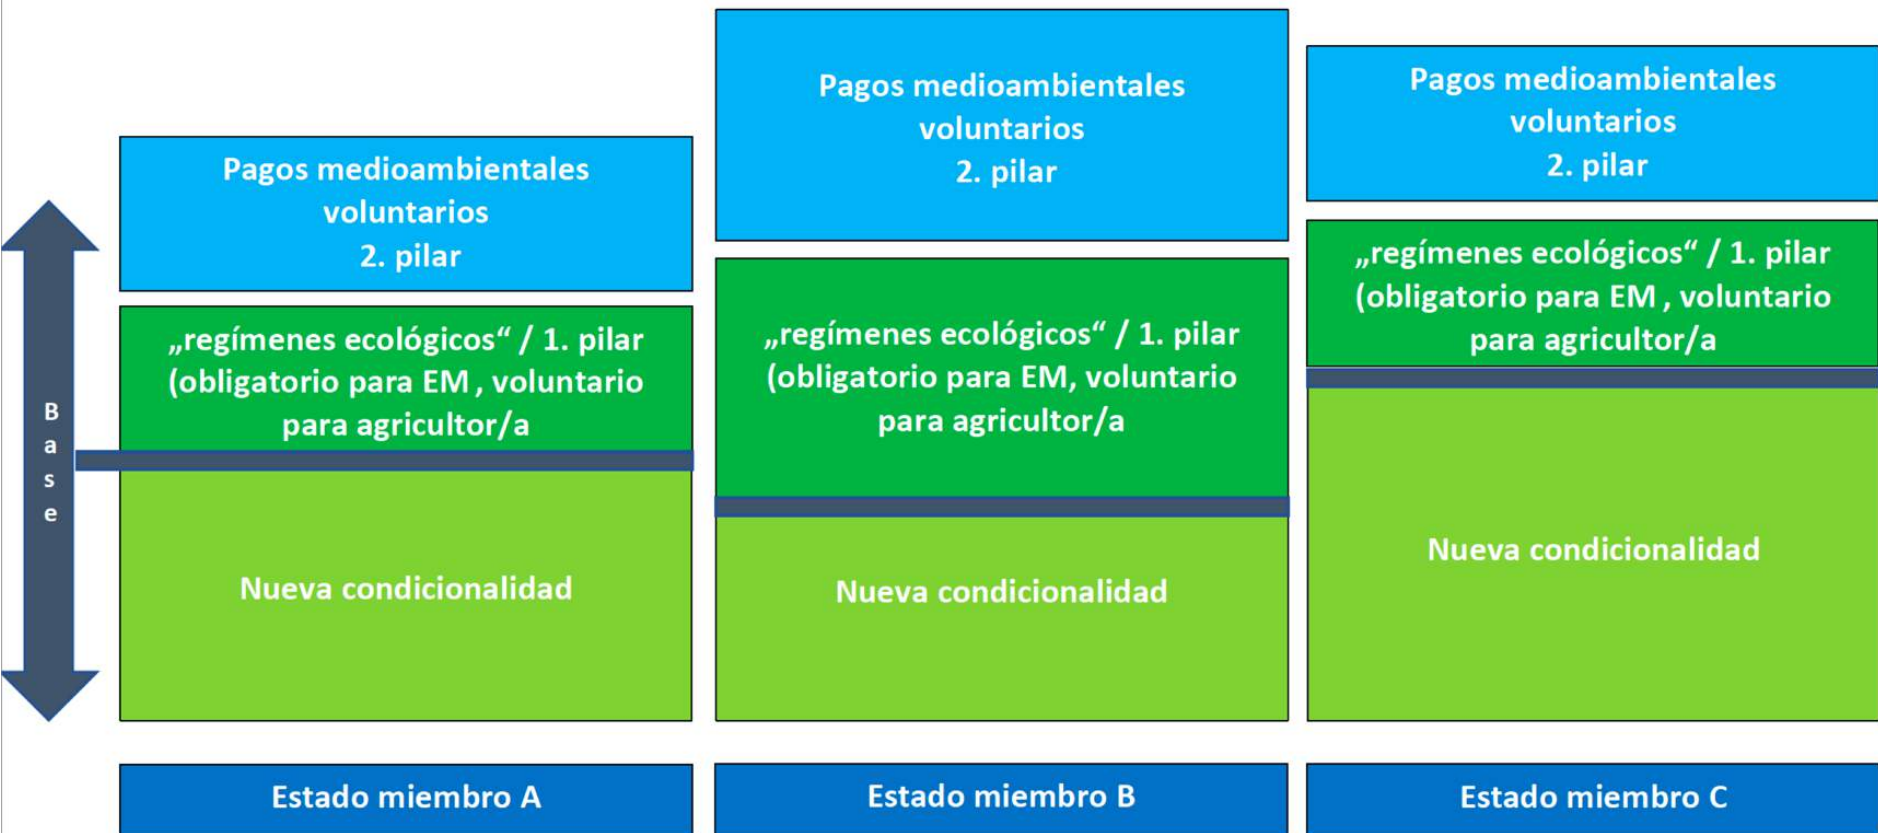 Pagos medioambientales
voluntarios
2. pilar
„regímenes ecológicos“ / 1. pilar
(obligatorio para EM , voluntario
para agricultor/a
Nueva condicionalidad
Estado miembro A
Pagos medioambientales
voluntarios
2. pilar
„regímenes ecológicos“ / 1. pilar
(obligatorio para EM, voluntario
para agricultor/a
Nueva condicionalidad
Estado miembro B
Pagos medioambientales
voluntarios
2. pilar
„regímenes ecológicos“ / 1. pilar
(obligatorio para EM , voluntario
para agricultor/a
Nueva condicionalidad
Estado miembro C
B
a
s
e